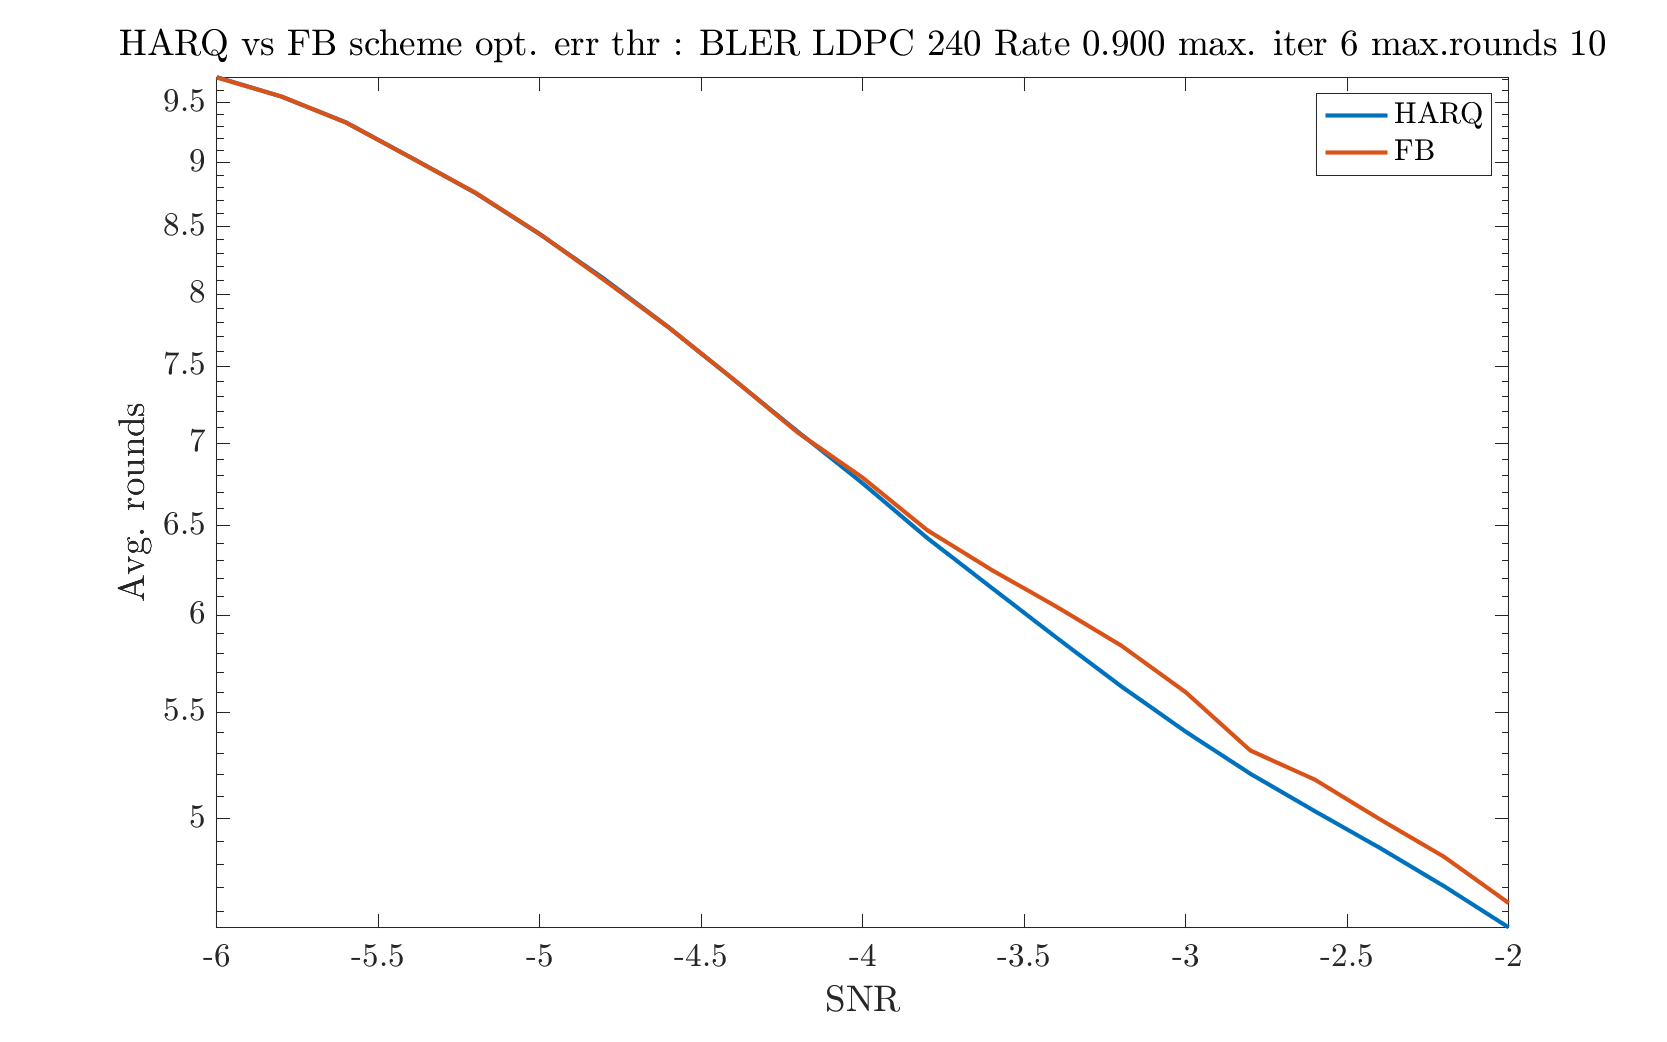 HARQ vs FB scheme opt. err thr : BLER LDPC 240 Rate 0.900 max. iter 6 max.rounds 10
HARQ
FB
9.5
9
8.5
8
7.5
7
6.5
6
5.5
5
Avg. rounds
-6 -5.5 -5 -4.5 -4 -3.5 -3 -2.5 -2
SNR